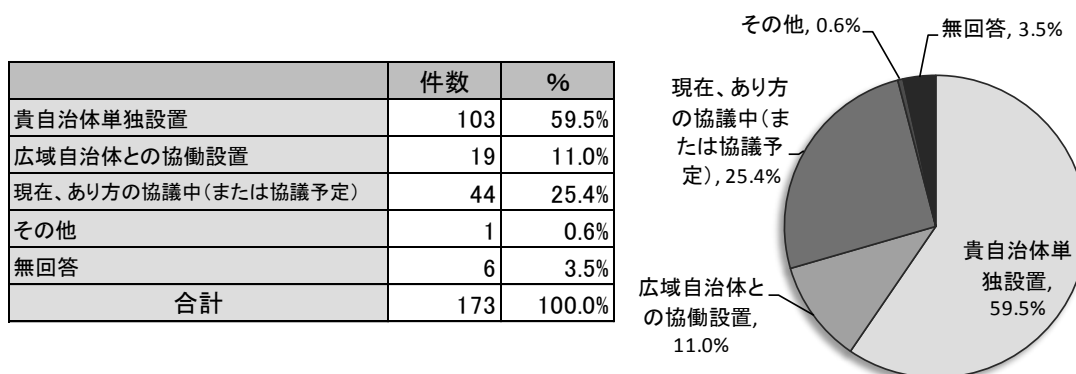 件数 %
貴自治体単独設置 103 59.5%
広域自治体との協働設置 19 11.0%
現在、あり方の協議中(または協議予定) 44 25.4%
その他 1 0.6%
無回答 6 3.5%
合計 173 100.0%
その他, 0.6%
無回答, 3.5%
現在、あり方
の協議中(ま
たは協議予
定), 25.4%
貴自治体単
独設置,
59.5%
広域自治体と
の協働設置,
11.0%